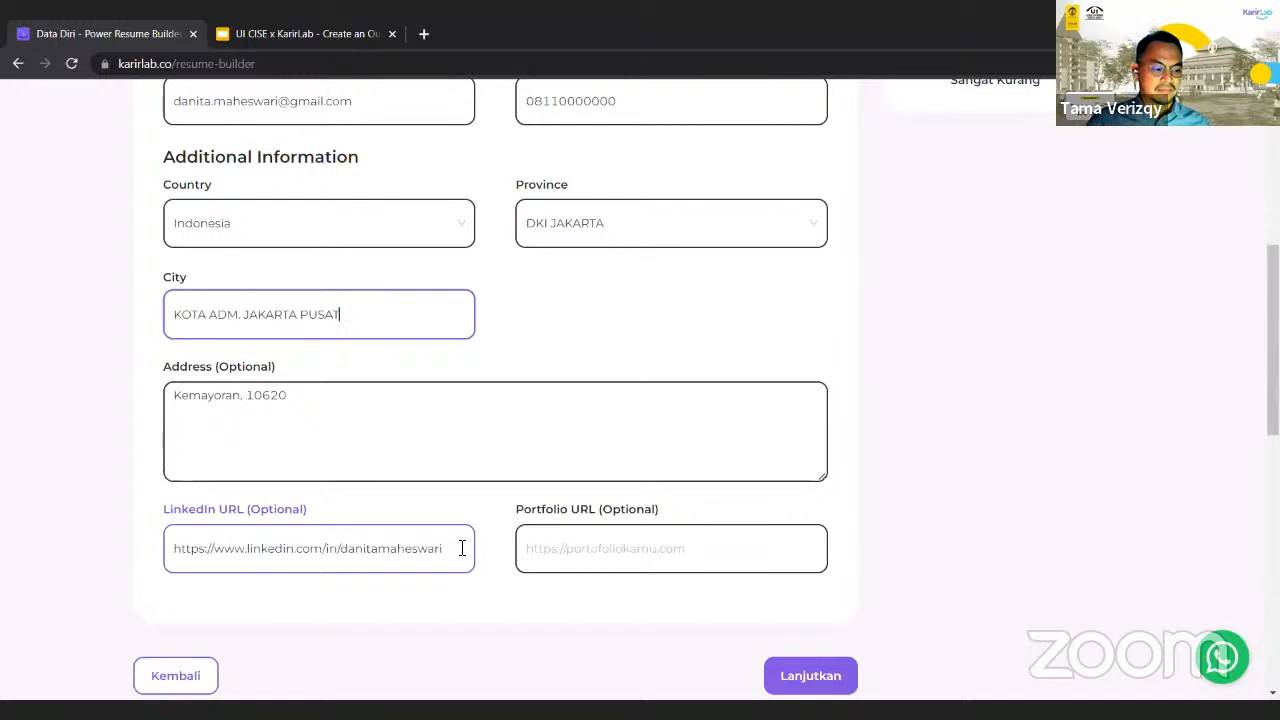 Data Diri - Power Resume Builder
UI CISE x KarirLab - Create an O
karirlab.co/resume-builder
KarirLab
UI
Tama Verizqy
Sangat Kurang
danita.maheswari@gmail.com
08110000000
Additional Information
Country
Province
Indonesia
DKI JAKARTA
City
KOTA ADM. JAKARTA PUSAT
Address (Optional)
Kemayoran, 10620
LinkedIn URL (Optional)
Portfolio URL (Optional)
https://www.linkedin.com/in/danitamaheswari
https://portofoliokamu.com
Kembali
Lanjutkan
zoom